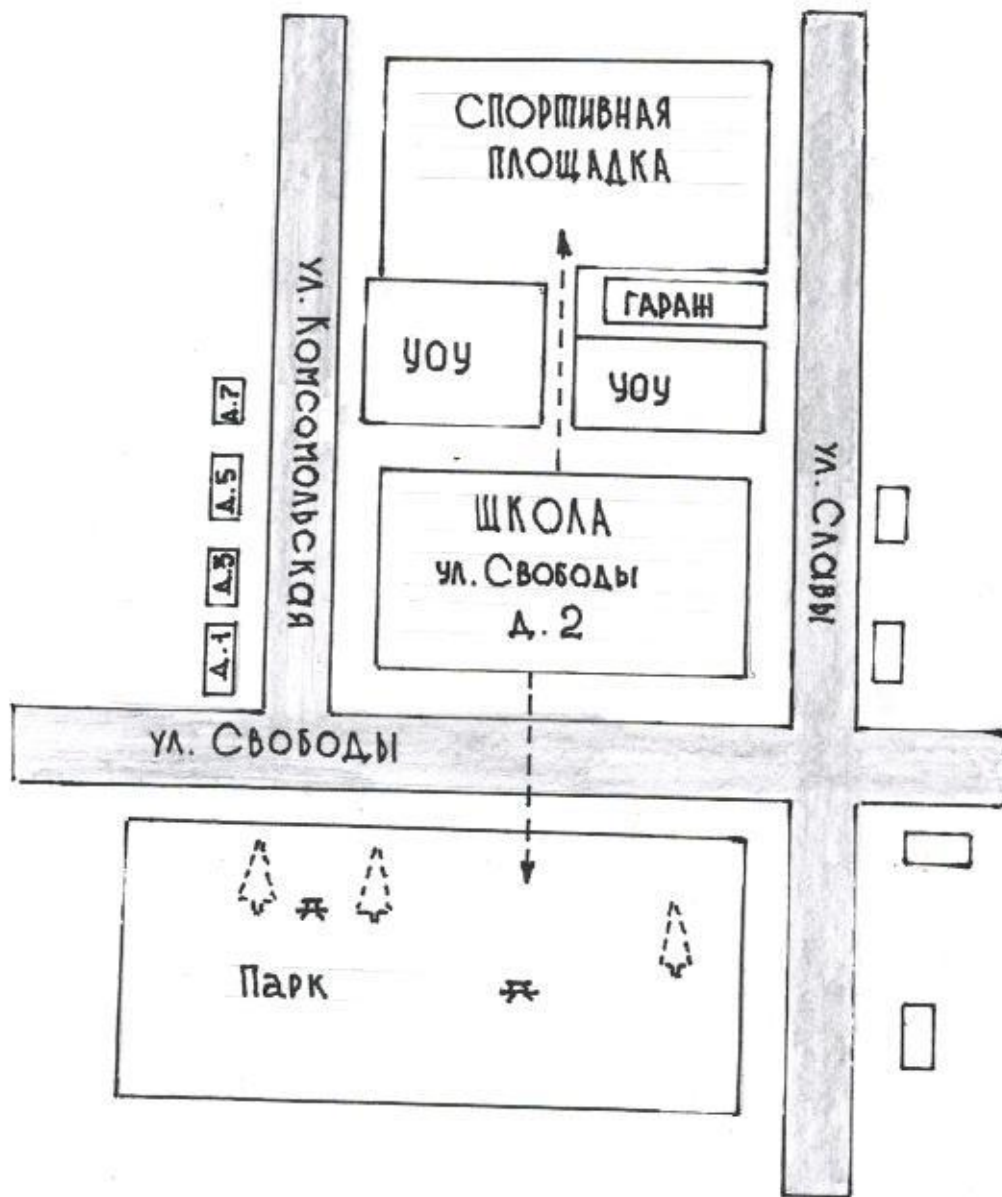 СПОРТИВНАЯ
ПЛОЩАДКА
ГАРАЖ
УОУ
УОУ
ул. Комсомольская
д.7
д.5
д.3
д.1
ШКОЛА
ул. Свободы
д. 2
ул. Славы
ул. Свободы
Парк